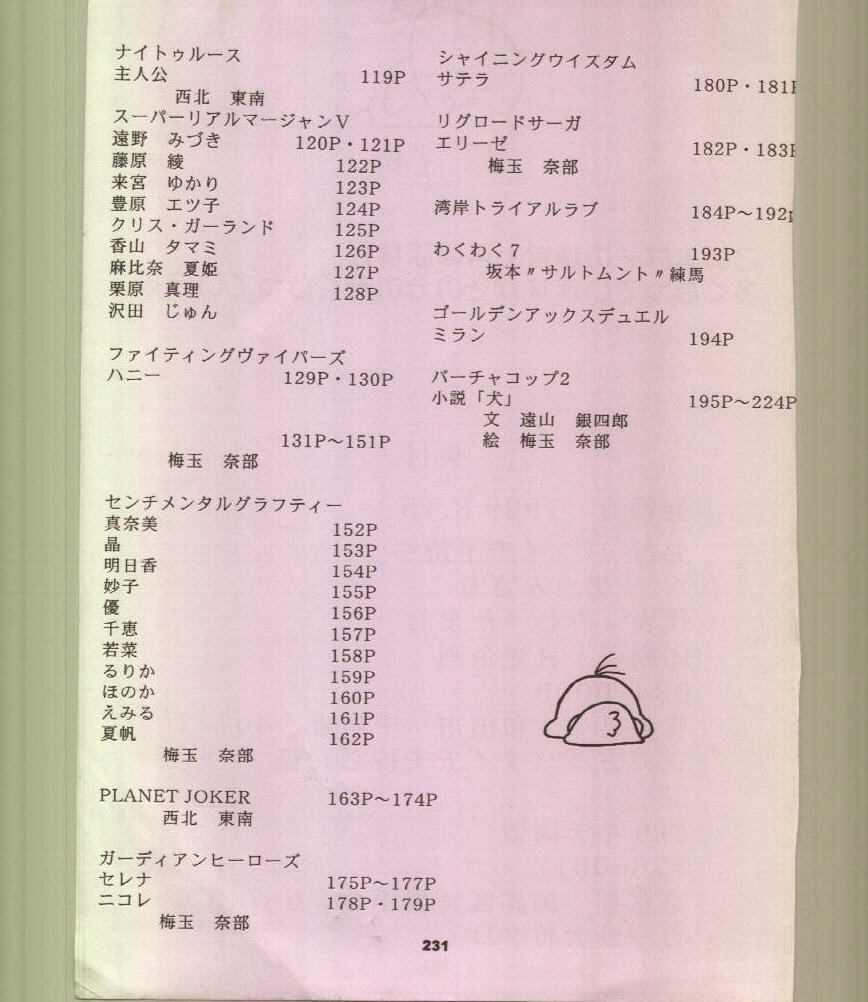 ナイトゥルース
主人公　119P
西北　東南
スーパーリアルマージャンV
遠野　みづき　120P・121P
藤原　綾　122P
来宮　ゆかり　123P
豊原　エツ子　124P
クリス・ガーランド　125P
香山　タマミ　126P
麻比奈　夏姫　127P
栗原　真理　128P
沢田　じゅん
ファイティングヴァイパーズ
ハニー　129P・130P
131P～151P
梅玉　奈部
センチメンタルグラフティー
真奈美　152P
晶　153P
明日香　154P
妙子　155P
優　156P
千恵　157P
若菜　158P
るりか　159P
ほのか　160P
えみる　161P
夏帆　162P
梅玉　奈部
PLANET JOKER　163P～174P
西北　東南
ガーディアンヒーローズ
セレナ　175P～177P
ニコレ　178P・179P
梅玉　奈部
シャイニングウイズダム
サテラ　180P・181P
リグロードサーガ
エリーゼ　182P・183P
梅玉　奈部
湾岸トライアルラブ　184P～192p
わくわく７　193P
坂本〃サルトムント〃練馬
ゴールデンアックスデュエル
ミラン　194P
バーチャコップ2
小説「犬」　195P～224P
文　遠山　銀四郎
絵　梅玉　奈部
231